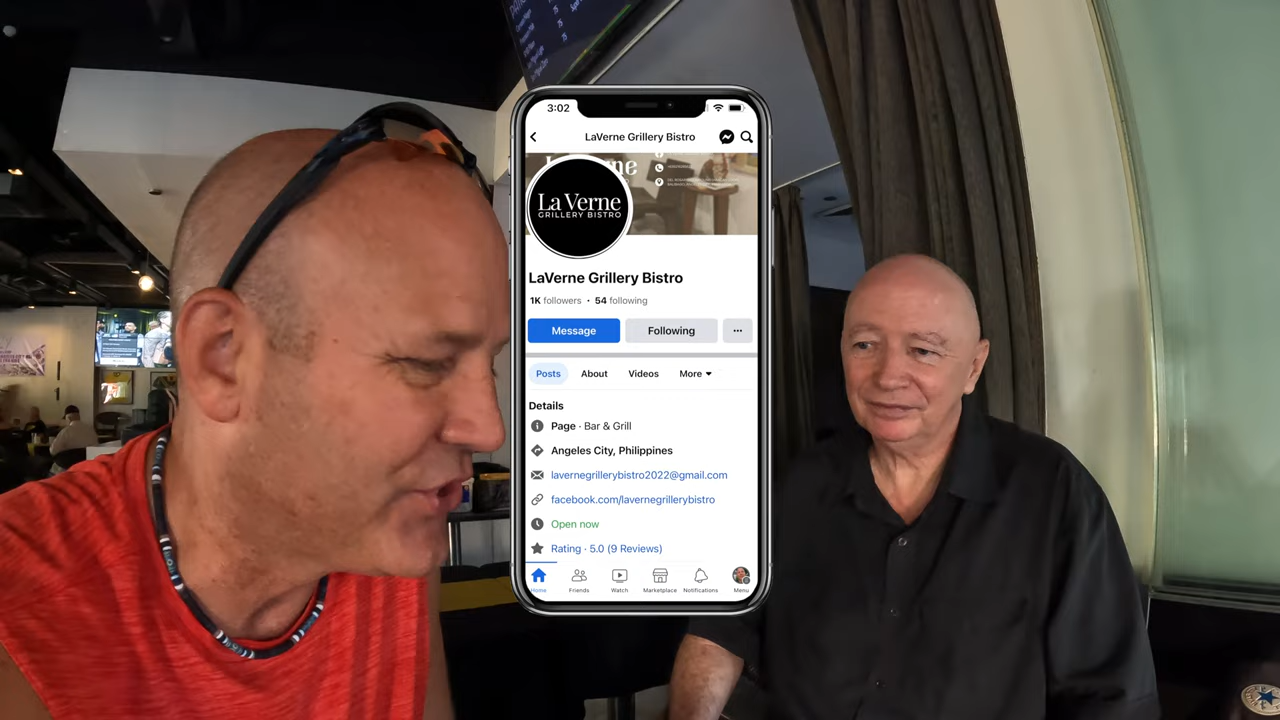 3:02
LaVerne Grillery Bistro
La Verne
GRILLERY BISTRO
LaVerne Grillery Bistro
1K followers • 54 following
Message
Following
...
Posts
About
Videos
More
Details
Page · Bar & Grill
Angeles City, Philippines
lavernegrillerybistro2022@gmail.com
facebook.com/lavernegrillerybistro
Open now
Rating · 5.0 (9 Reviews)
Home
Friends
Watch
Marketplace
Notifications
Menu